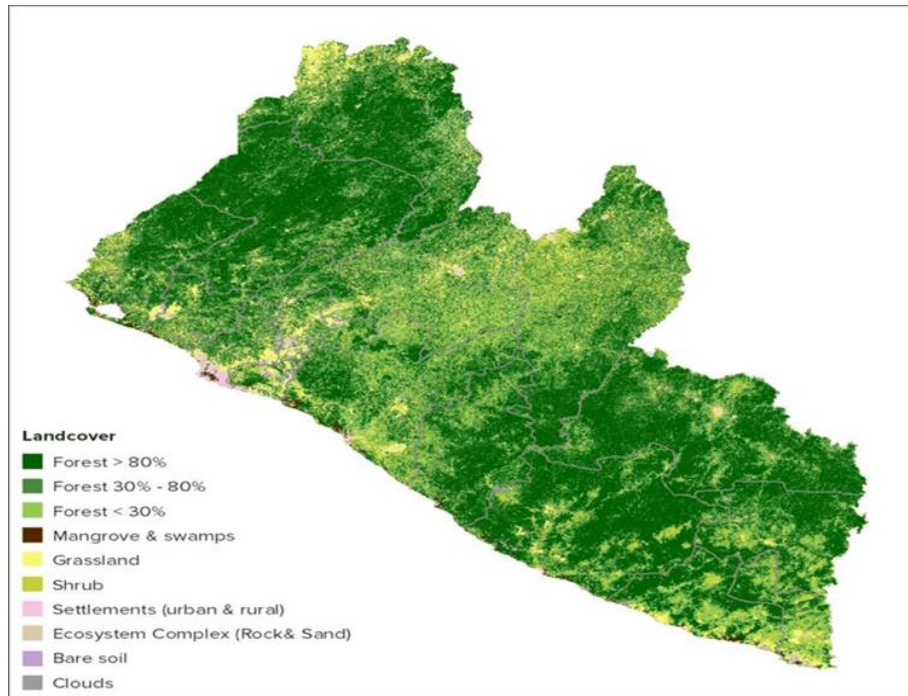 Landcover
Forest > 80%
Forest 30% - 80%
Forest < 30%
Mangrove & swamps
Grassland
Shrub
Settlements (urban & rural)
Ecosystem Complex (Rock& Sand)
Bare soil
Clouds